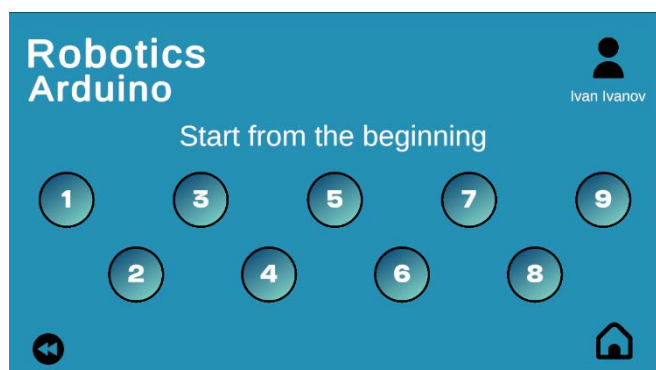 Robotics
Arduino
Ivan Ivanov
Start from the beginning
1 3 5 7 9
2 4 6 8